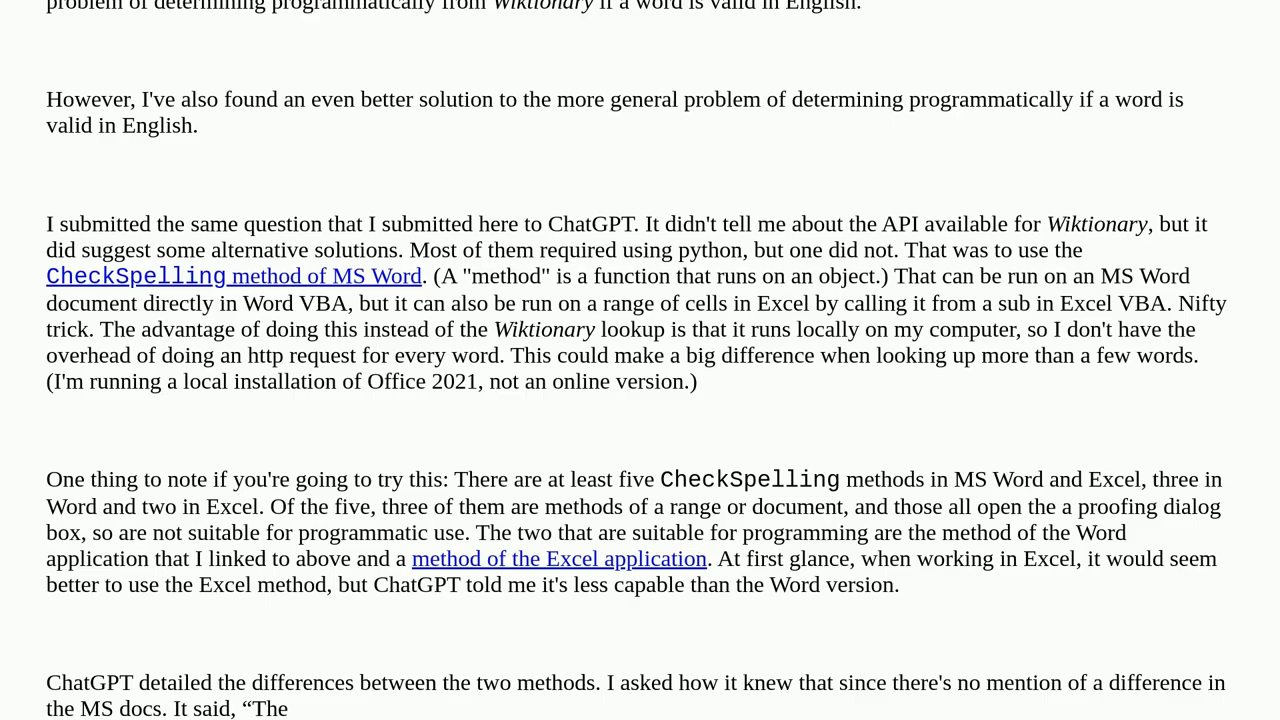 problem of determining programmatically from Wiktionary if a word is valid in English.
However, I've also found an even better solution to the more general problem of determining programmatically if a word is
valid in English.
I submitted the same question that I submitted here to ChatGPT. It didn't tell me about the API available for Wiktionary, but it
did suggest some alternative solutions. Most of them required using python, but one did not. That was to use the
CheckSpelling method of MS Word. (A "method" is a function that runs on an object.) That can be run on an MS Word
document directly in Word VBA, but it can also be run on a range of cells in Excel by calling it from a sub in Excel VBA. Nifty
trick. The advantage of doing this instead of the Wiktionary lookup is that it runs locally on my computer, so I don't have the
overhead of doing an http request for every word. This could make a big difference when looking up more than a few words.
(I'm running a local installation of Office 2021, not an online version.)
One thing to note if you're going to try this: There are at least five CheckSpelling methods in MS Word and Excel, three in
Word and two in Excel. Of the five, three of them are methods of a range or document, and those all open the a proofing dialog
box, so are not suitable for programmatic use. The two that are suitable for programming are the method of the Word
application that I linked to above and a method of the Excel application. At first glance, when working in Excel, it would seem
better to use the Excel method, but ChatGPT told me it's less capable than the Word version.
ChatGPT detailed the differences between the two methods. I asked how it knew that since there's no mention of a difference in
the MS docs. It said, “The